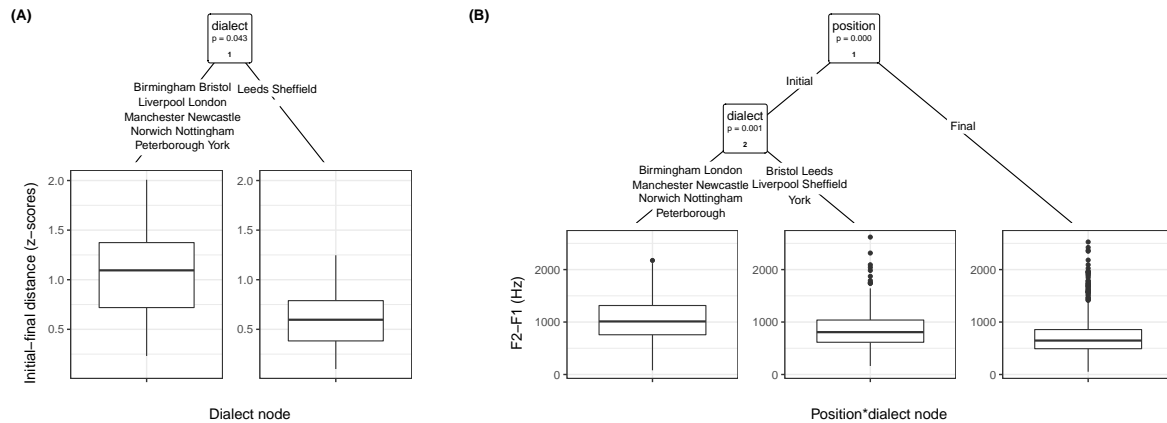 (A)
dialect
p = 0.043
1
Birmingham Bristol
Liverpool London
Manchester Newcastle
Norwich Nottingham
Peterborough York
Leeds Sheffield
Initial−final distance (z−scores)
2.0
1.5
1.0
0.5
2.0
1.5
1.0
0.5
Dialect node
(B)
position
p = 0.000
1
Initial
Final
dialect
p = 0.001
2
Birmingham London
Manchester Newcastle
Norwich Nottingham
Peterborough
Bristol Leeds
Liverpool Sheffield
York
F2−F1 (Hz)
2000
1000
0
2000
1000
0
2000
1000
0
Position*dialect node